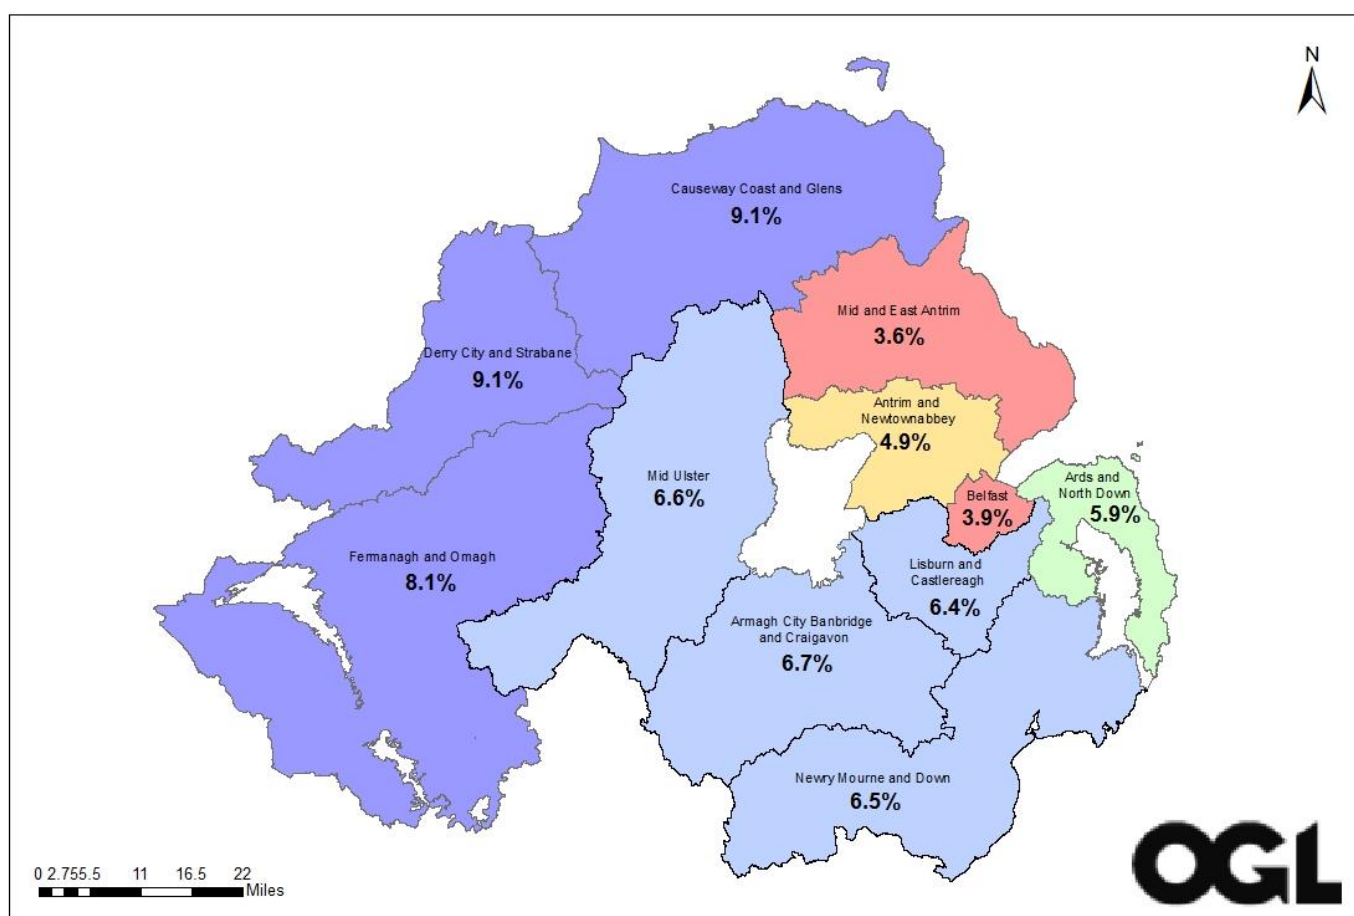 N
Causeway Coast and Glens
9.1%
Mid and East Antrim
3.6%
Derry City and Strabane
9.1%
Antrim and
Newtownabbey
4.9%
Mid Ulster
6.6%
Belfast
3.9%
Ards and
North Down
5.9%
Fermanagh and Omagh
8.1%
Lisburn and
Castlereagh
6.4%
Armagh City Banbridge
and Craigavon
6.7%
Newry Mourne and Down
6.5%
0 2.755.5 11 16.5 22
Miles
OGL